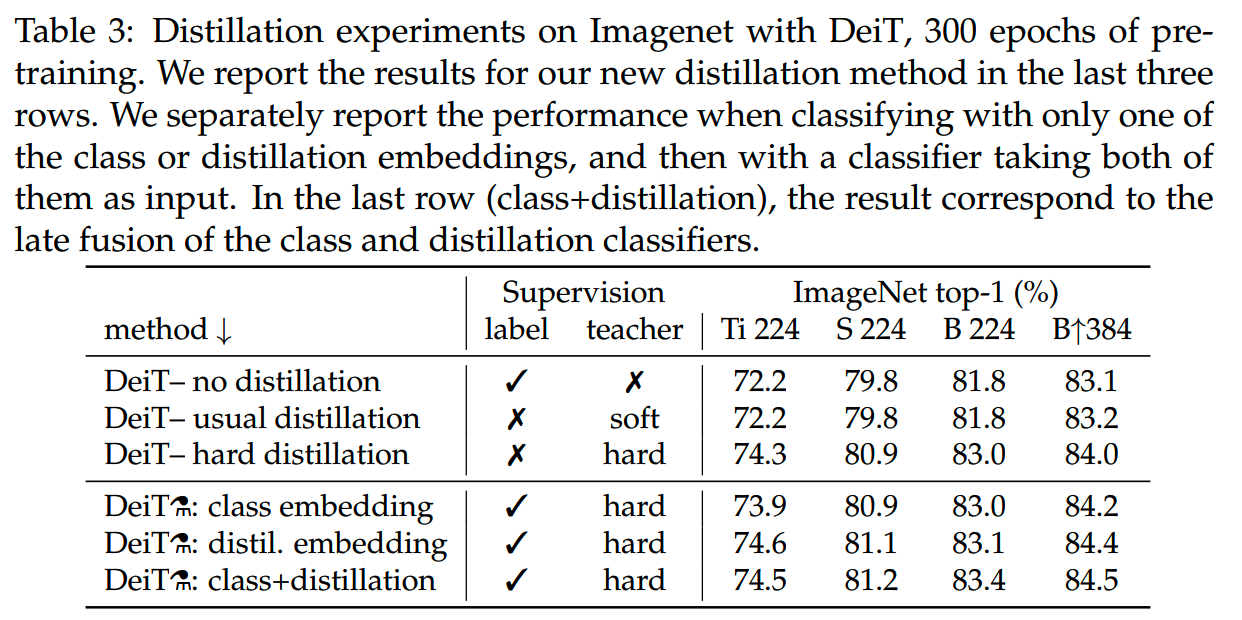 Table 3: Distillation experiments on Imagenet with DeiT, 300 epochs of pre-
training. We report the results for our new distillation method in the last three
rows. We separately report the performance when classifying with only one of
the class or distillation embeddings, and then with a classifier taking both of
them as input. In the last row (class+distillation), the result correspond to the
late fusion of the class and distillation classifiers.
Supervision ImageNet top-1 (%)
method ↓ label teacher Ti 224 S 224 B 224 B↑384
DeiT– no distillation ✓ ✗ 72.2 79.8 81.8 83.1
DeiT– usual distillation ✗ soft 72.2 79.8 81.8 83.2
DeiT– hard distillation ✗ hard 74.3 80.9 83.0 84.0
DeiT⚗: class embedding ✓ hard 73.9 80.9 83.0 84.2
DeiT⚗: distil. embedding ✓ hard 74.6 81.1 83.1 84.4
DeiT⚗: class+distillation ✓ hard 74.5 81.2 83.4 84.5